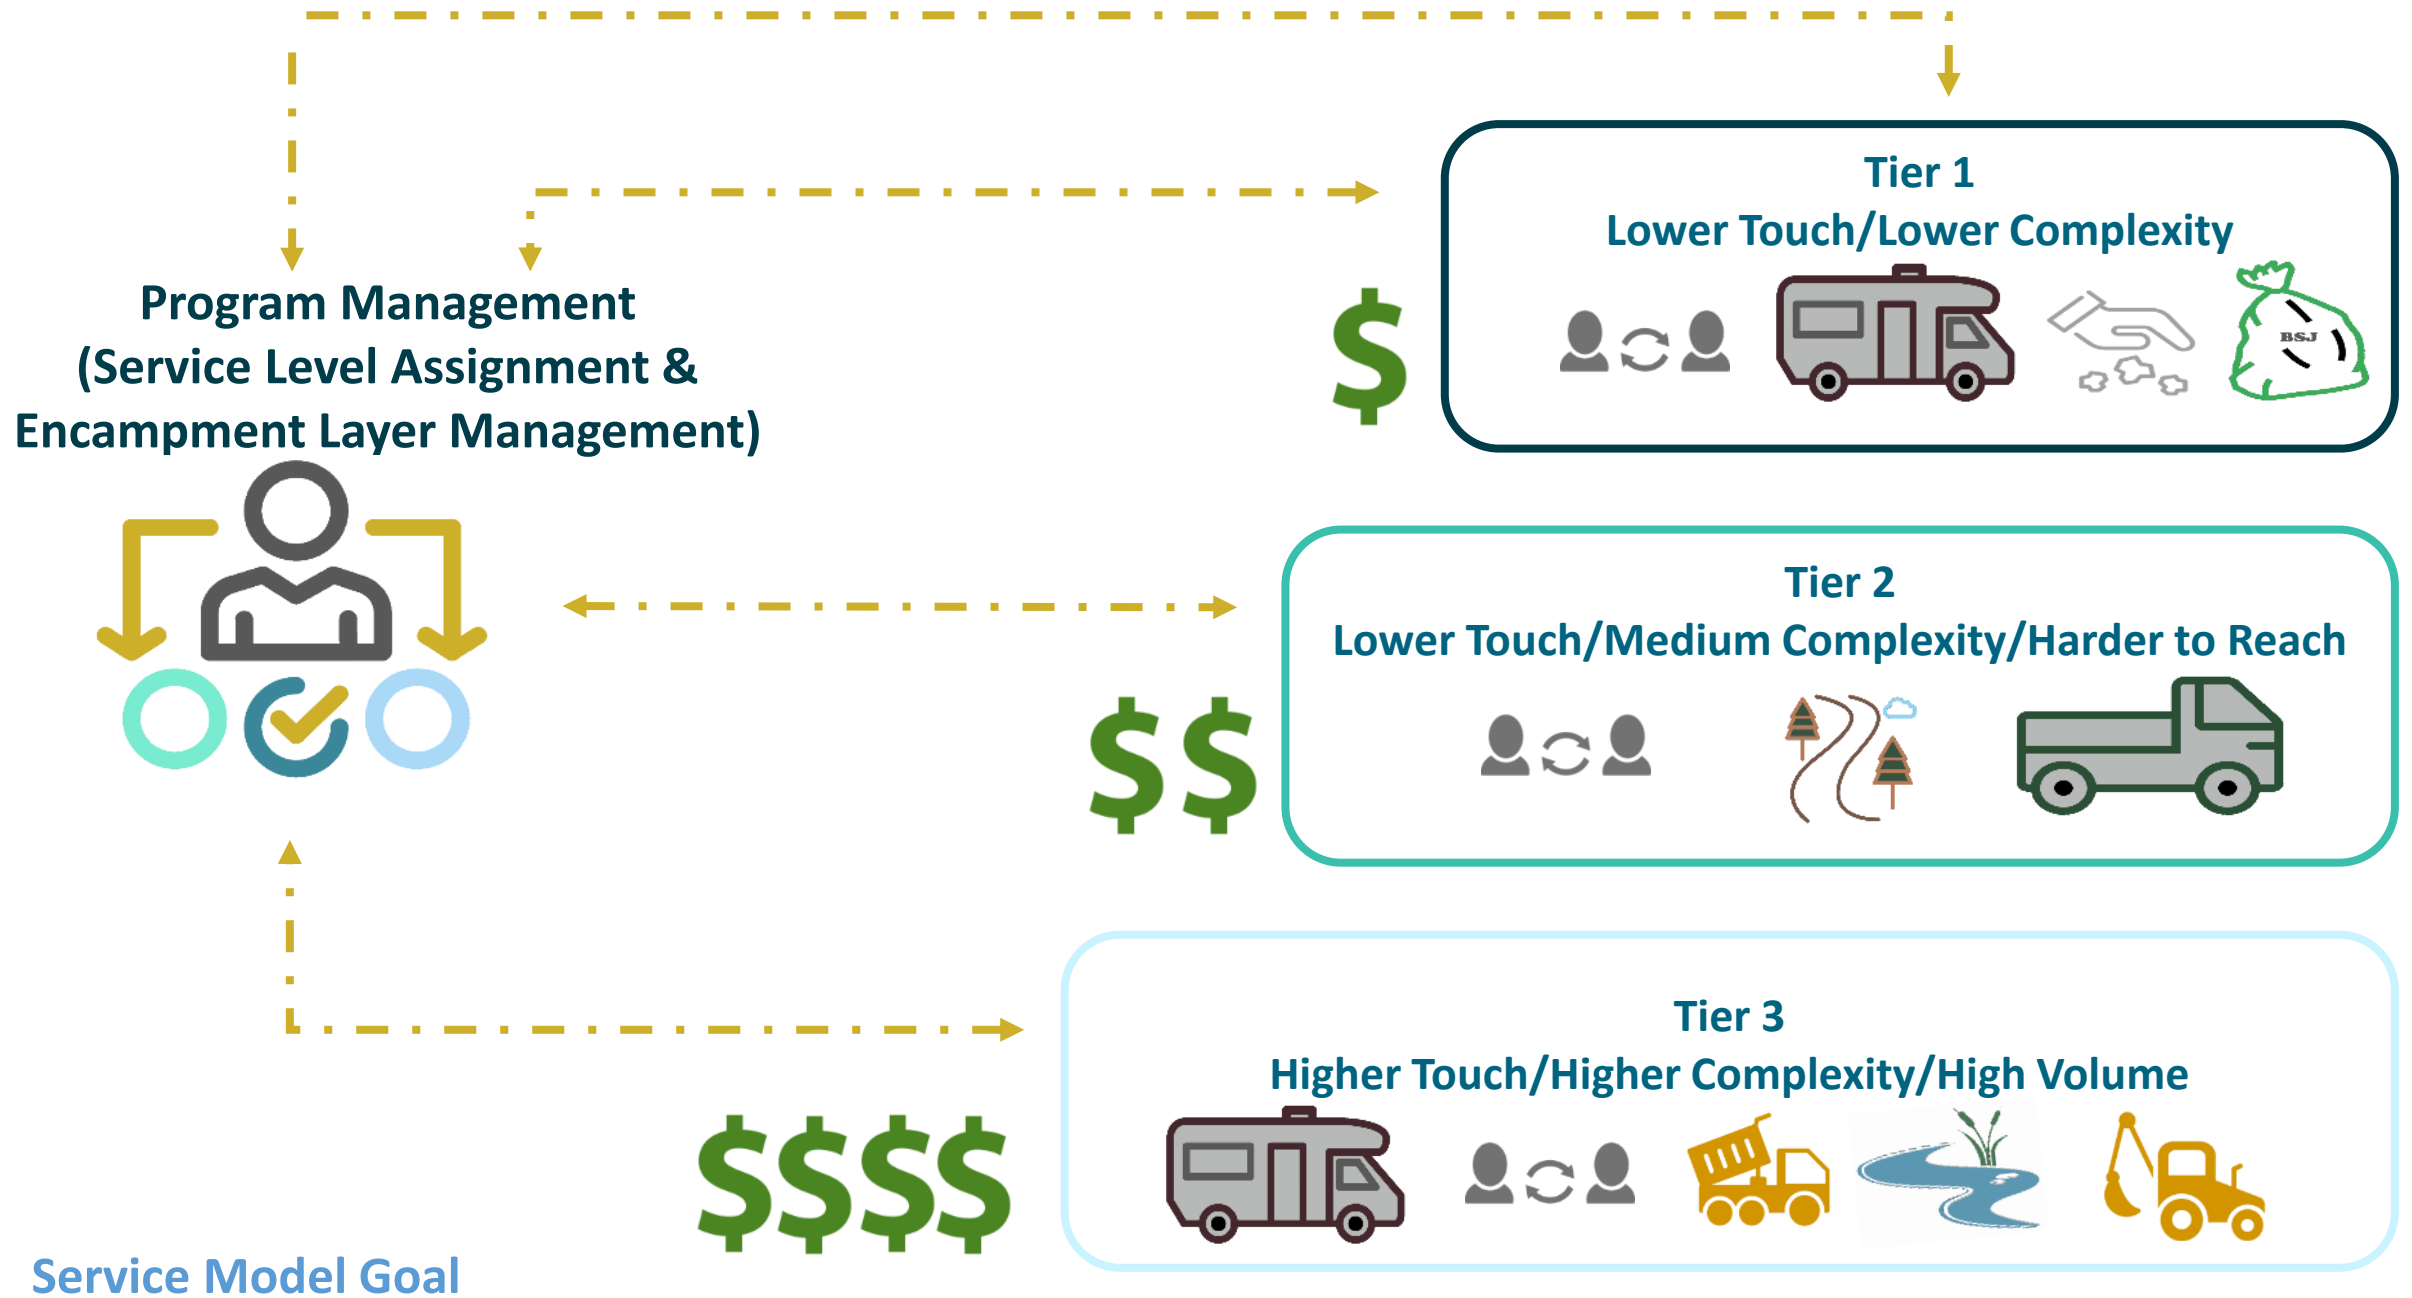 Program Management
(Service Level Assignment &
Encampment Layer Management)
Tier 1
Lower Touch/Lower Complexity
BSJ
$
Tier 2
Lower Touch/Medium Complexity/Harder to Reach
$$
Tier 3
Higher Touch/Higher Complexity/High Volume
$$$$
Service Model Goal